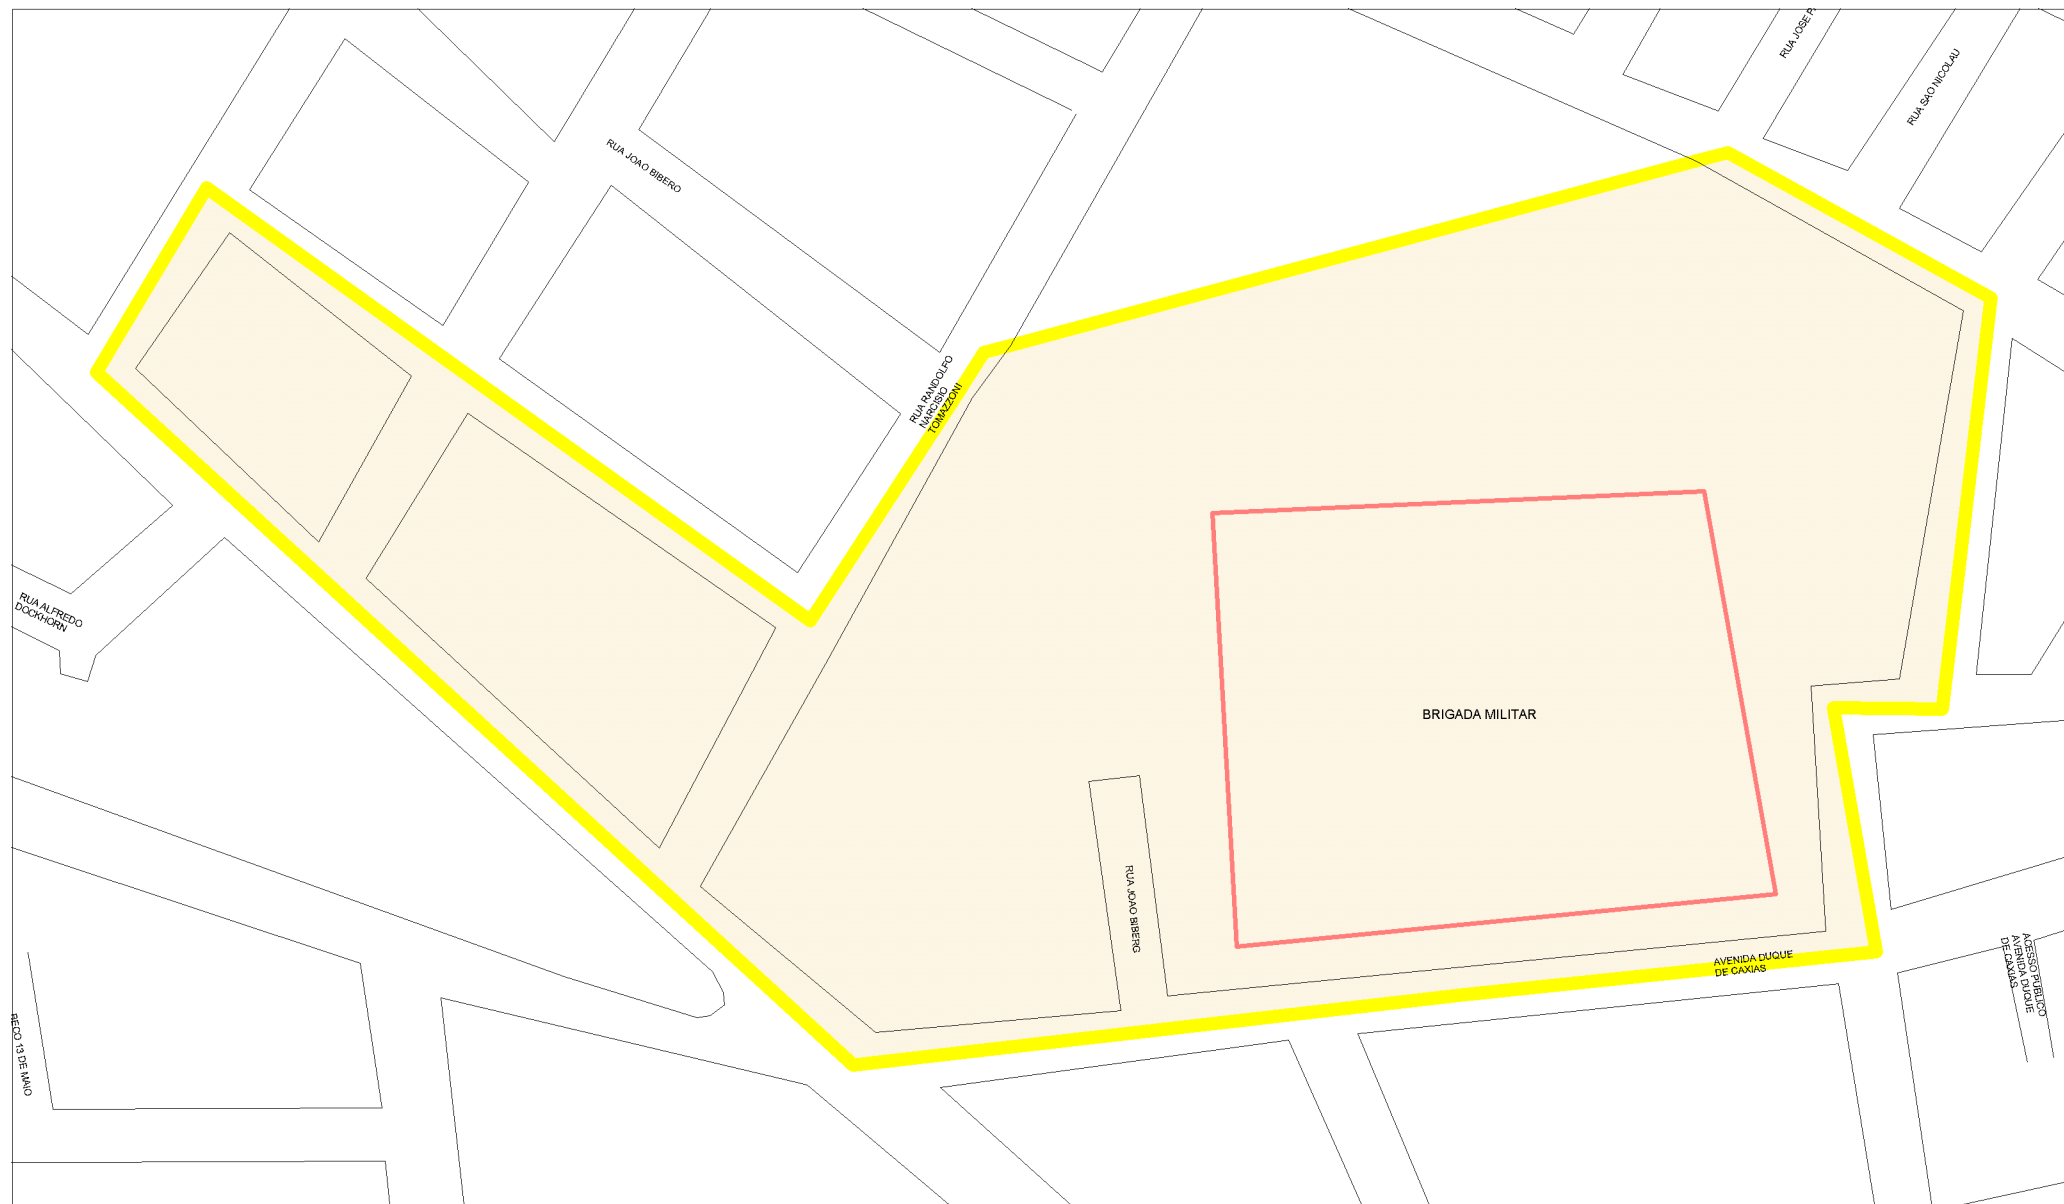 RUA JOSE P
RUA SAO NICOLAU
RUA JOAO BIBERO
RUA RANDOLFO
NARCISIO
TOMAZZONI
RUA ALFREDO
DOCKHORN
BRIGADA MILITAR
RUA JOAO BIBERG
AVENIDA DUQUE
DE CAXIAS
ACESSO PUBLICO
AVENIDA DUQUE
DE CAXIAS
BECO 13 DE MAIO